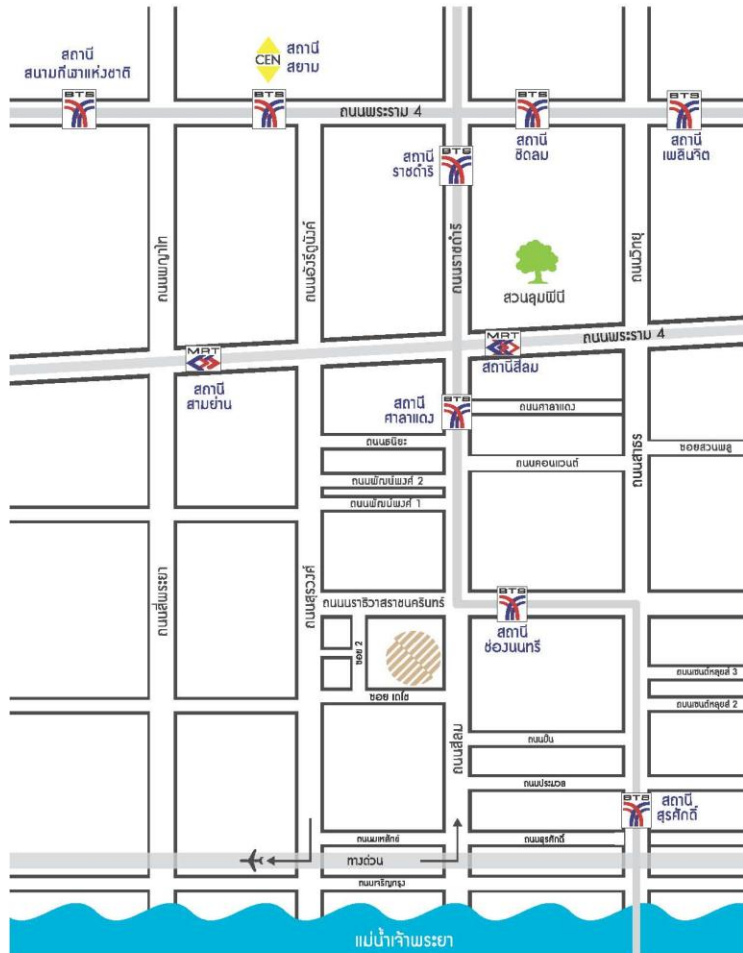 สถานี
สนามกีฬาแห่งชาติ
BTS
CEN
สถานี
สยาม
BTS
ถนนพระราม 4
BTS
สถานี
ชิดลม
BTS
สถานี
เพลินจิต
สถานี
ราชดำริ
BTS
ถนนพญาไท
ถนนอังรีดูนังค์
ถนนราชดำริ
สวนลุมพินี
ถนนวิทยุ
MRT
สถานี
สามย่าน
MRT
สถานีสีลม
ถนนพระราม 4
สถานี
ศาลาแดง
BTS
ถนนศาลาแดง
ถนนธนิยะ
ถนนคอนแวนต์
ถนนสาธร
ซอยสวนพลู
ถนนพัฒน์พงศ์ 2
ถนนพัฒน์พงศ์ 1
ถนนสี่พระยา
ถนนสุรวงศ์
ถนนนราธิวาสราชนครินทร์
BTS
สถานี
ช่องนนทรี
ซอย 2
ซอย เดโช
ถนนเซนต์หลุยส์ 3
ถนนเซนต์หลุยส์ 2
ถนนสีลม
ถนนปั้น
ถนนประมวล
BTS
สถานี
สุรศักดิ์
ถนนมเหสักข์
ถนนสุรศักดิ์
ทางด่วน
ถนนเจริญกรุง
แม่น้ำเจ้าพระยา